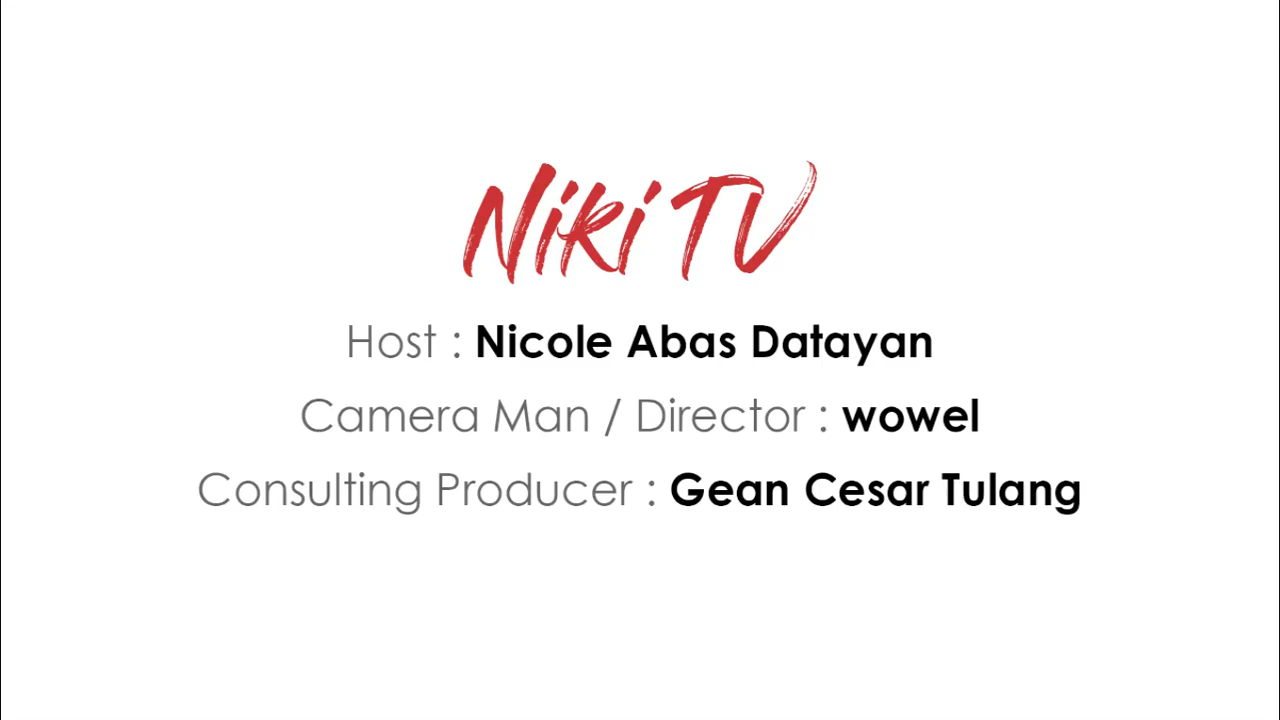 Niki TV
Host : Nicole Abas Datayan
Camera Man / Director : wowel
Consulting Producer : Gean Cesar Tulang